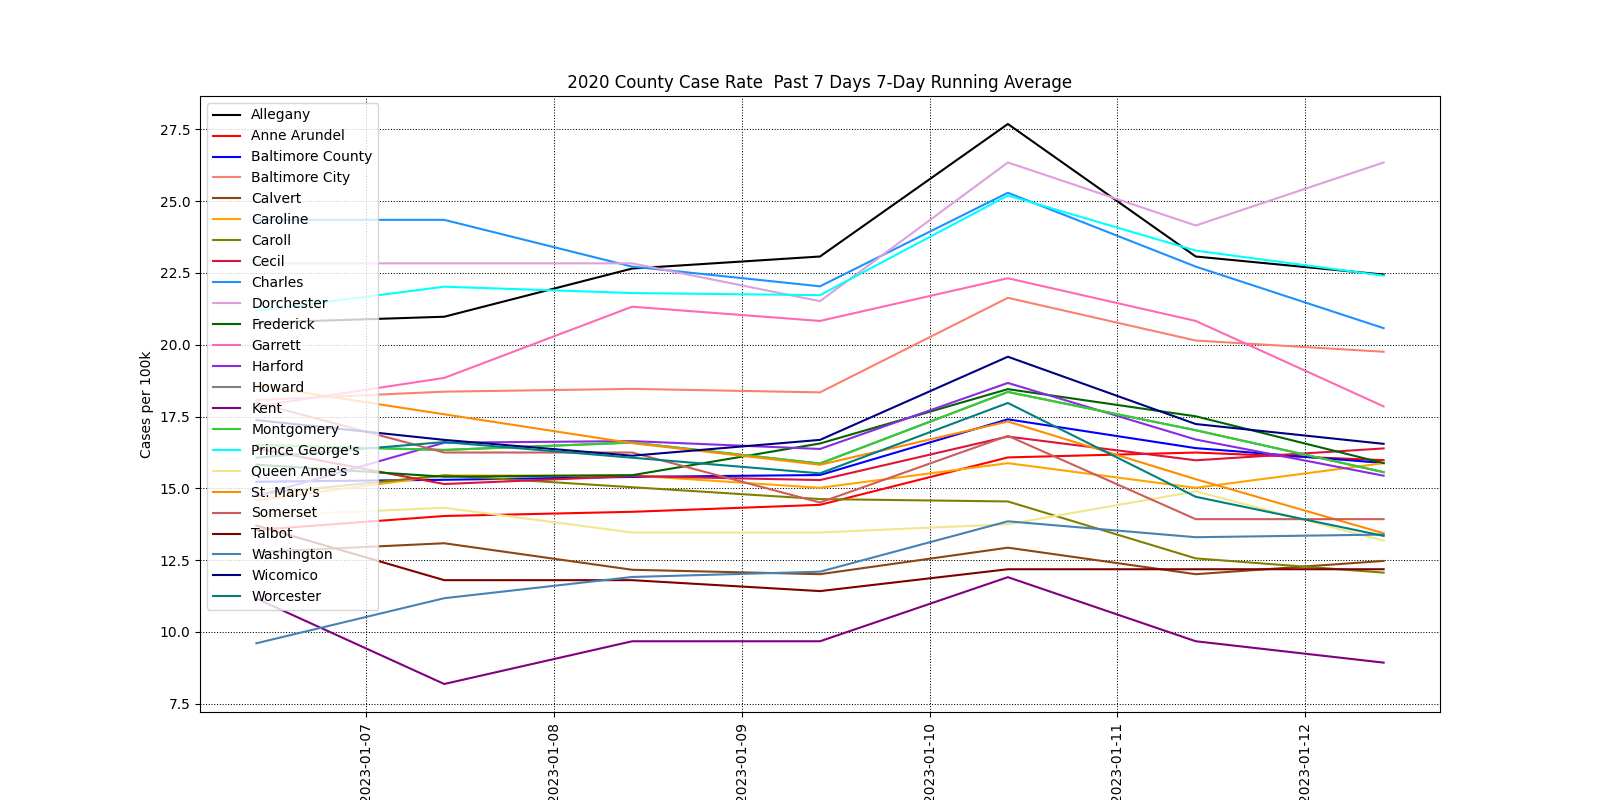 2020 County Case Rate  Past 7 Days 7-Day Running Average
Cases per 100k
27.5
25.0
22.5
20.0
17.5
15.0
12.5
10.0
7.5
Allegany
Anne Arundel
Baltimore County
Baltimore City
Calvert
Caroline
Caroll
Cecil
Charles
Dorchester
Frederick
Garrett
Harford
Howard
Kent
Montgomery
Prince George's
Queen Anne's
St. Mary's
Somerset
Talbot
Washington
Wicomico
Worcester
2023-01-07
2023-01-08
2023-01-09
2023-01-10
2023-01-11
2023-01-12